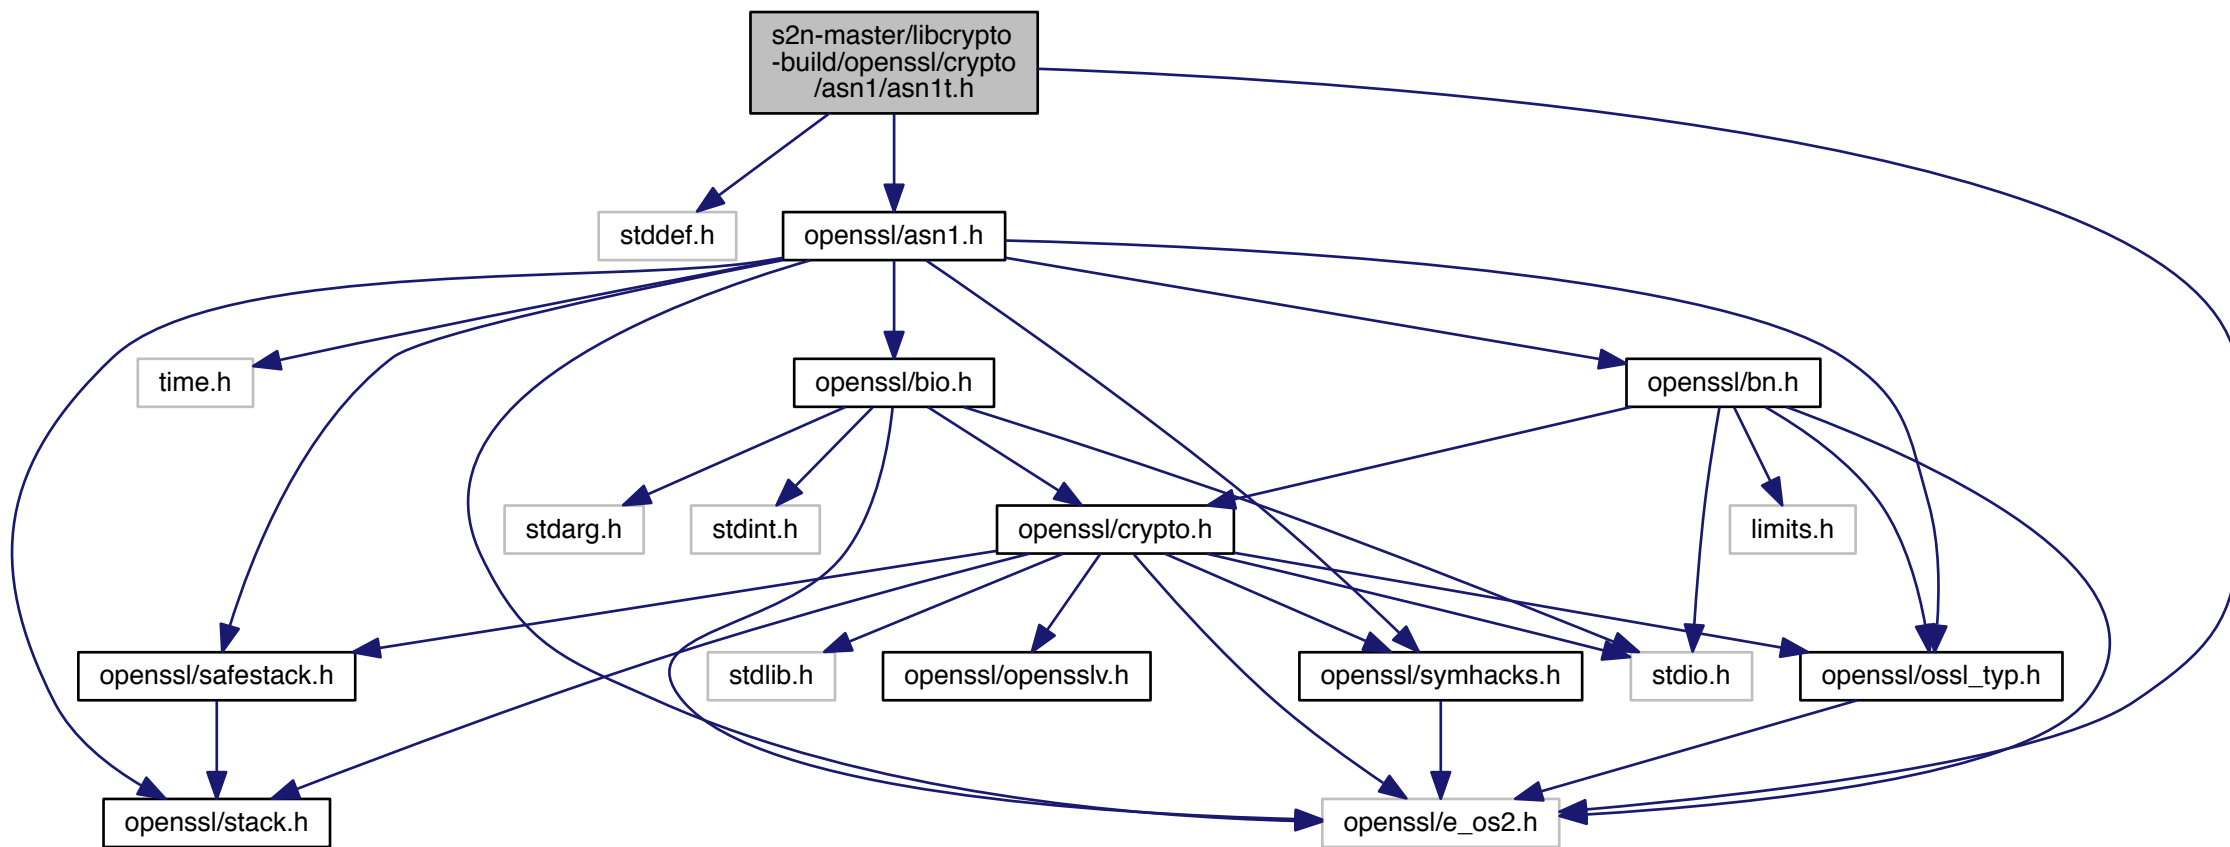 s2n-master/libcrypto
-build/openssl/crypto
/asn1/asn1t.h
stddef.h
openssl/asn1.h
time.h
openssl/bio.h
openssl/bn.h
stdarg.h
stdint.h
openssl/crypto.h
limits.h
openssl/safestack.h
stdlib.h
openssl/opensslv.h
openssl/symhacks.h
stdio.h
openssl/ossl_typ.h
openssl/stack.h
openssl/e_os2.h